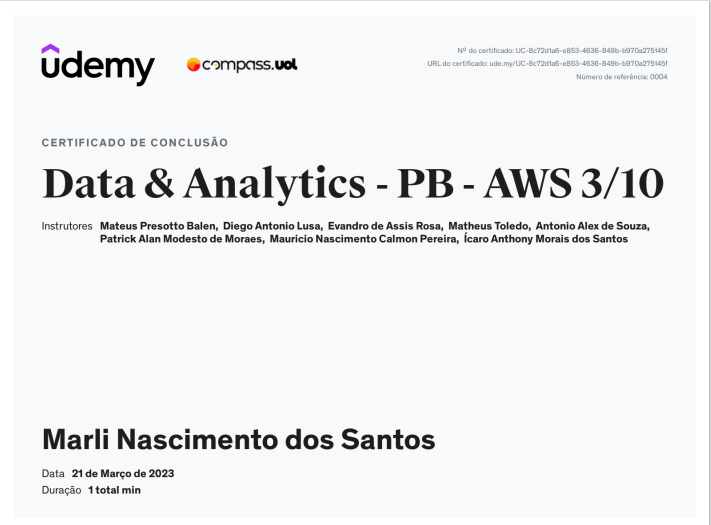 udemy
compass.uol
Nº do certificado: UC-8c72d1a6-e853-4636-849b-b970a275145f
URL do certificado: ude.my/UC-8c72d1a6-e853-4636-849b-b970a275145f
Número de referência: 0004
CERTIFICADO DE CONCLUSÃO
Data & Analytics - PB - AWS 3/10
Instrutores Mateus Presotto Balen, Diego Antonio Lusa, Evandro de Assis Rosa, Matheus Toledo, Antonio Alex de Souza,
Patrick Alan Modesto de Moraes, Mauricio Nascimento Calmon Pereira, Ícaro Anthony Morais dos Santos
Marli Nascimento dos Santos
Data 21 de Março de 2023
Duração 1 total min